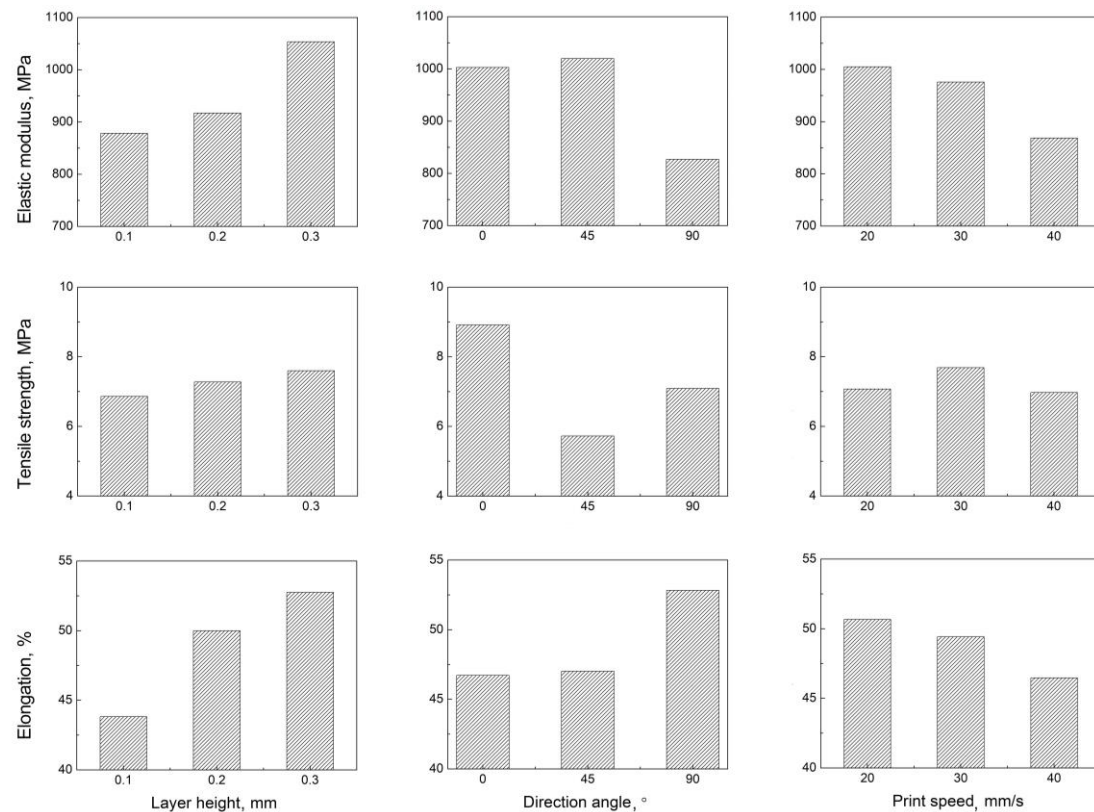 Elastic modulus, MPa
1100
1000
900
800
700
0.1 0.2 0.3
1100
1000
900
800
700
0 45 90
1100
1000
900
800
700
20 30 40
Tensile strength, MPa
10
8
6
4
0.1 0.2 0.3
10
8
6
4
0 45 90
10
8
6
4
20 30 40
Elongation, %
55
50
45
40
0.1 0.2 0.3
Layer height, mm
55
50
45
40
0 45 90
Direction angle, °
55
50
45
40
20 30 40
Print speed, mm/s